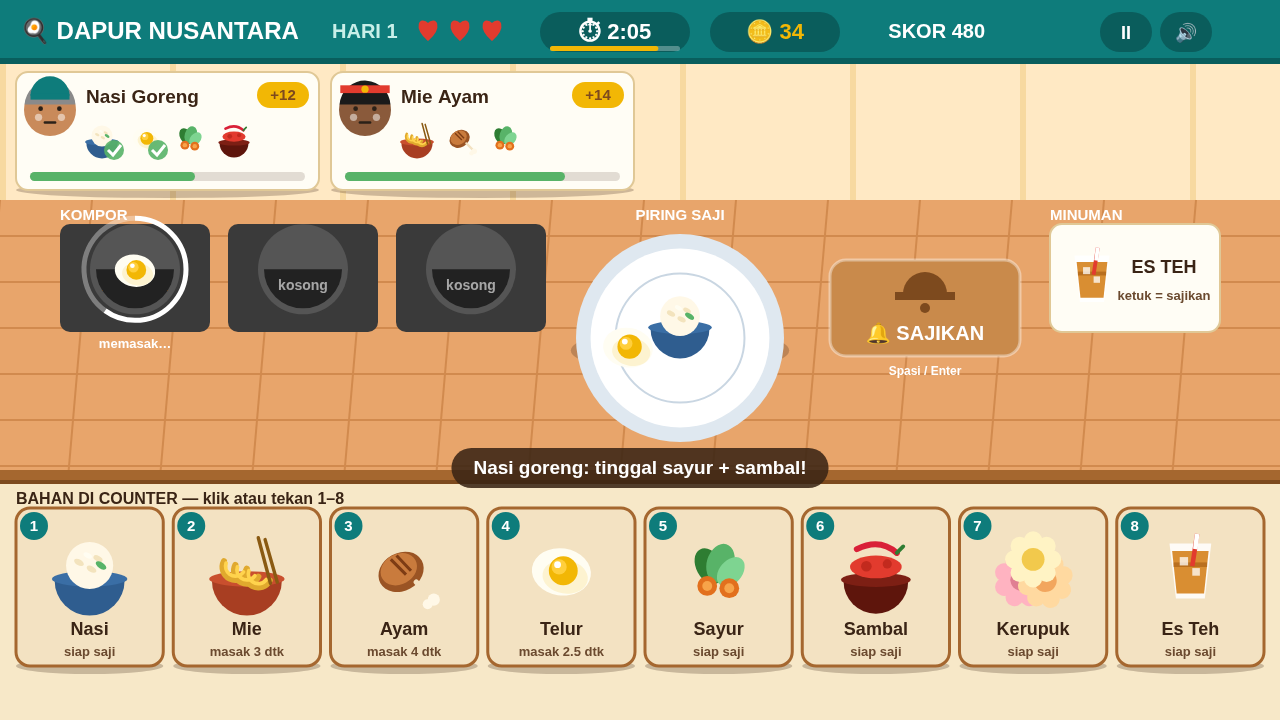 🍳 DAPUR NUSANTARA
HARI 1
⏱ 2:05
🪙 34
SKOR 480
⏸
🔊
Nasi Goreng
+12
Mie Ayam
+14
KOMPOR
PIRING SAJI
MINUMAN
kosong
kosong
memasak…
🔔 SAJIKAN
Spasi / Enter
ES TEH
ketuk = sajikan
Nasi goreng: tinggal sayur + sambal!
BAHAN DI COUNTER — klik atau tekan 1–8
1
Nasi
siap saji
2
Mie
masak 3 dtk
3
Ayam
masak 4 dtk
4
Telur
masak 2.5 dtk
5
Sayur
siap saji
6
Sambal
siap saji
7
Kerupuk
siap saji
8
Es Teh
siap saji